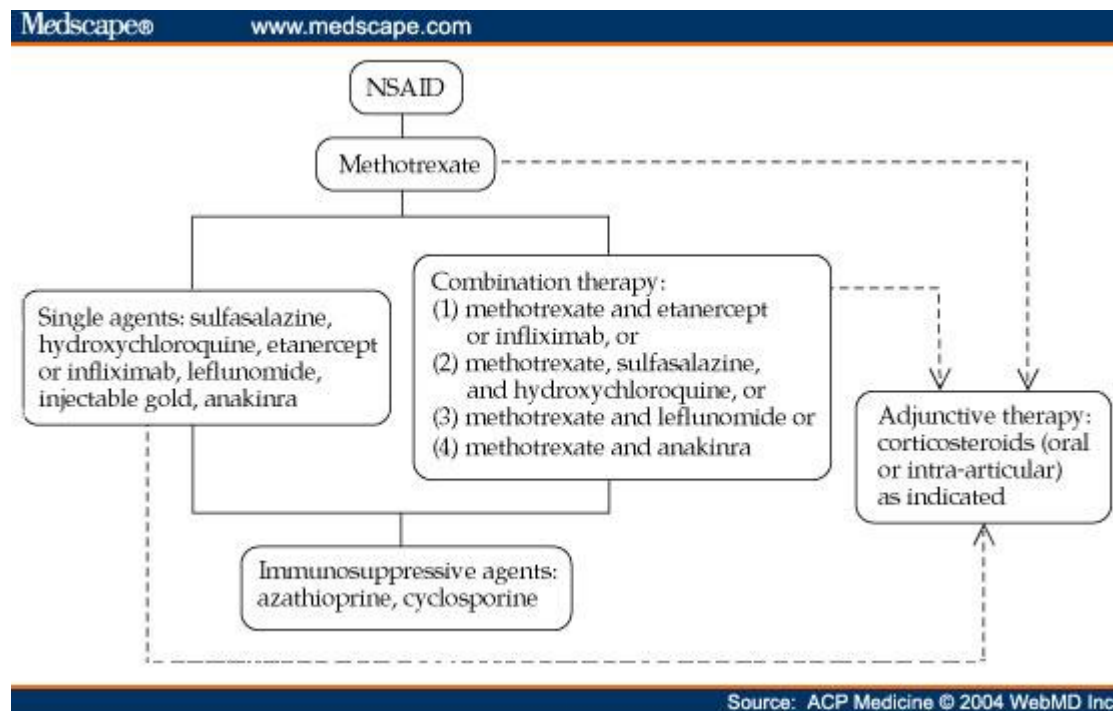 Medscape® www.medscape.com
NSAID
Methotrexate
Single agents: sulfasalazine,
hydroxychloroquine, etanercept
or infliximab, leflunomide,
injectable gold, anakinra
Combination therapy:
(1) methotrexate and etanercept
or infliximab, or
(2) methotrexate, sulfasalazine,
and hydroxychloroquine, or
(3) methotrexate and leflunomide or
(4) methotrexate and anakinra
Adjunctive therapy:
corticosteroids (oral
or intra-articular)
as indicated
Immunosuppressive agents:
azathioprine, cyclosporine
Source: ACP Medicine © 2004 WebMD Inc